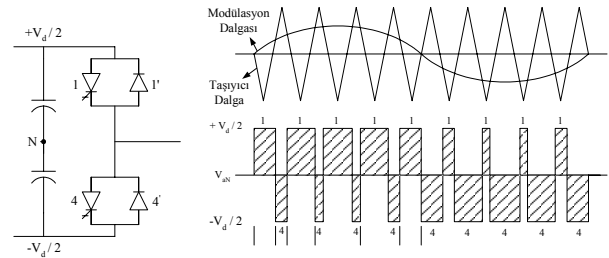 +V_d / 2
1
1'
N
4
4'
-V_d / 2
Modülasyon
Dalgası
Taşıyıcı
Dalga
1 1 1 1 1 1 1 1 1
+ V_d / 2
V_aN
-V_d / 2
4 4 4 4 4 4 4 4 4